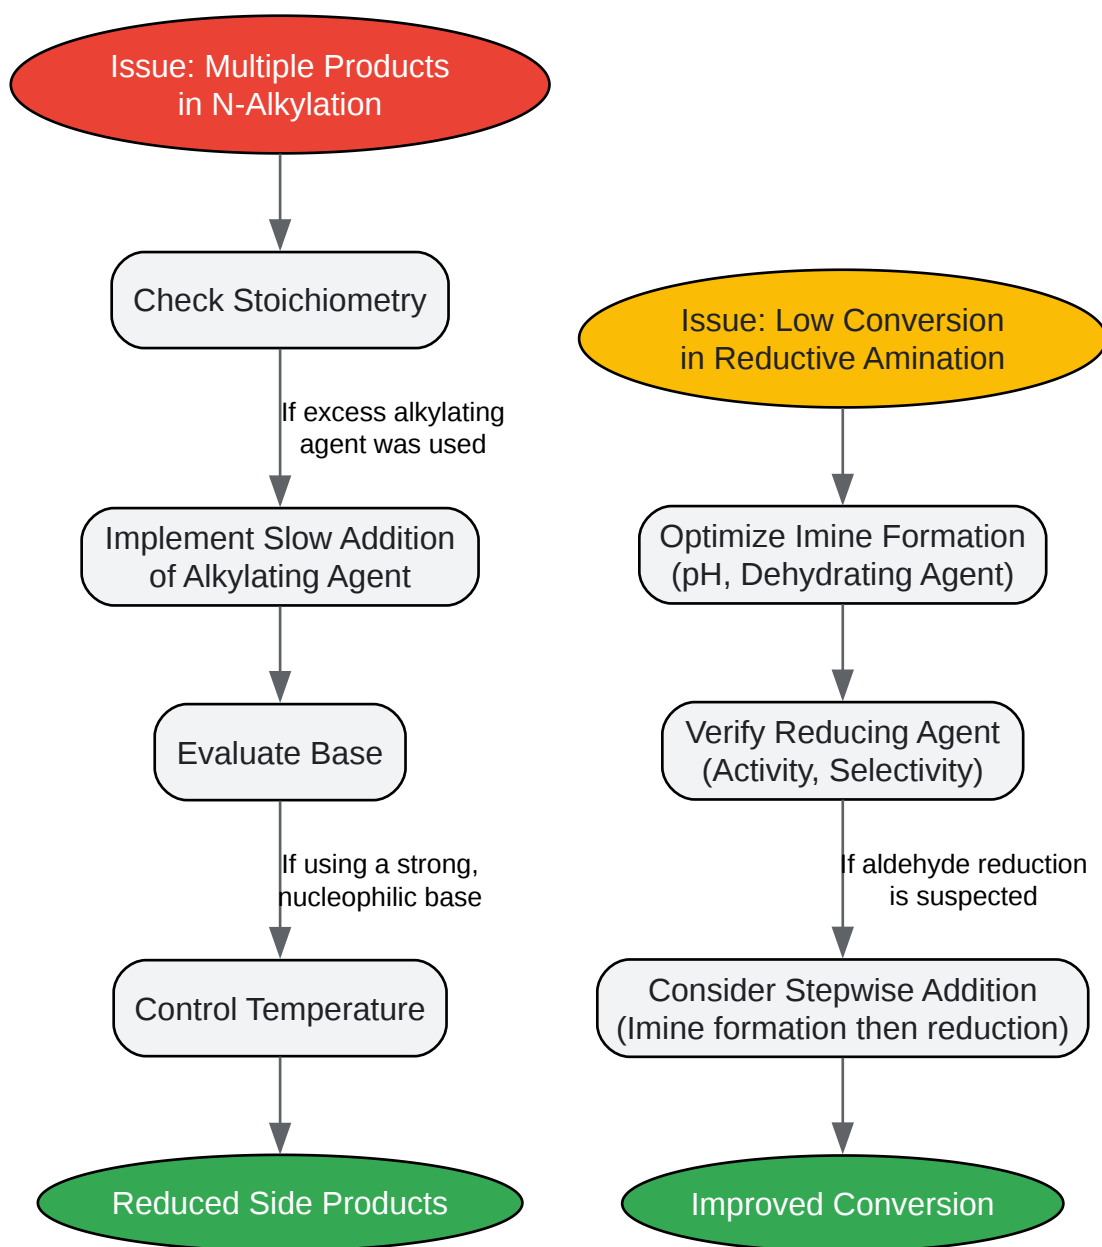 Issue: Multiple Products
in N-Alkylation
Check Stoichiometry
If excess alkylating
agent was used
Implement Slow Addition
of Alkylating Agent
Evaluate Base
If using a strong,
nucleophilic base
Control Temperature
Reduced Side Products
Issue: Low Conversion
in Reductive Amination
Optimize Imine Formation
(pH, Dehydrating Agent)
Verify Reducing Agent
(Activity, Selectivity)
If aldehyde reduction
is suspected
Consider Stepwise Addition
(Imine formation then reduction)
Improved Conversion